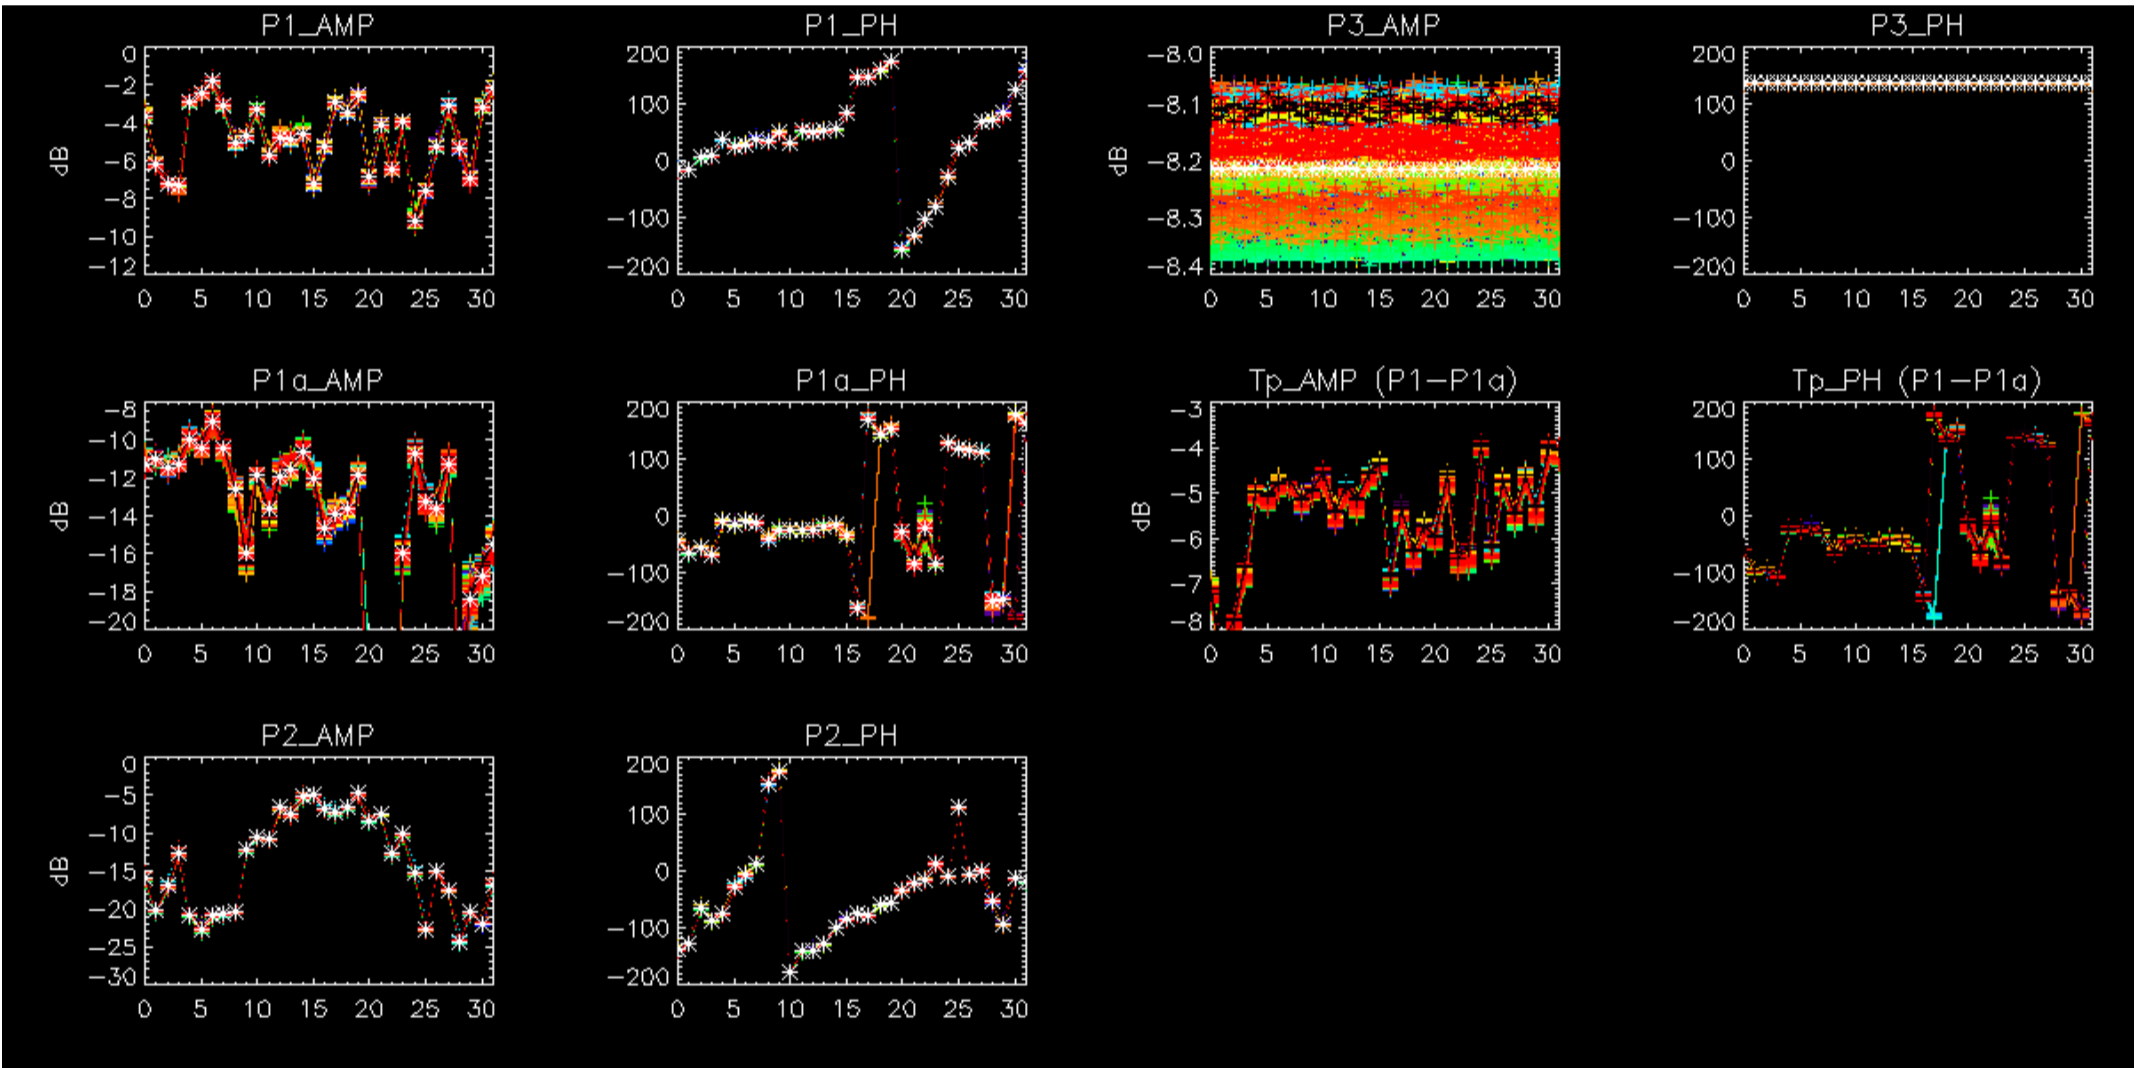 P1_AMP
0
−2
−4
−6
−8
−10
−12
dB
0 5 10 15 20 25 30
P1_PH
200
100
0
−100
−200
0 5 10 15 20 25 30
P3_AMP
−8.0
−8.1
−8.2
−8.3
−8.4
dB
0 5 10 15 20 25 30
P3_PH
200
100
0
−100
−200
0 5 10 15 20 25 30
P1a_AMP
−8
−10
−12
−14
−16
−18
−20
dB
0 5 10 15 20 25 30
P1a_PH
200
100
0
−100
−200
0 5 10 15 20 25 30
Tp_AMP (P1−P1a)
−3
−4
−5
−6
−7
−8
dB
0 5 10 15 20 25 30
Tp_PH (P1−P1a)
200
100
0
−100
−200
0 5 10 15 20 25 30
P2_AMP
0
−5
−10
−15
−20
−25
−30
dB
0 5 10 15 20 25 30
P2_PH
200
100
0
−100
−200
0 5 10 15 20 25 30